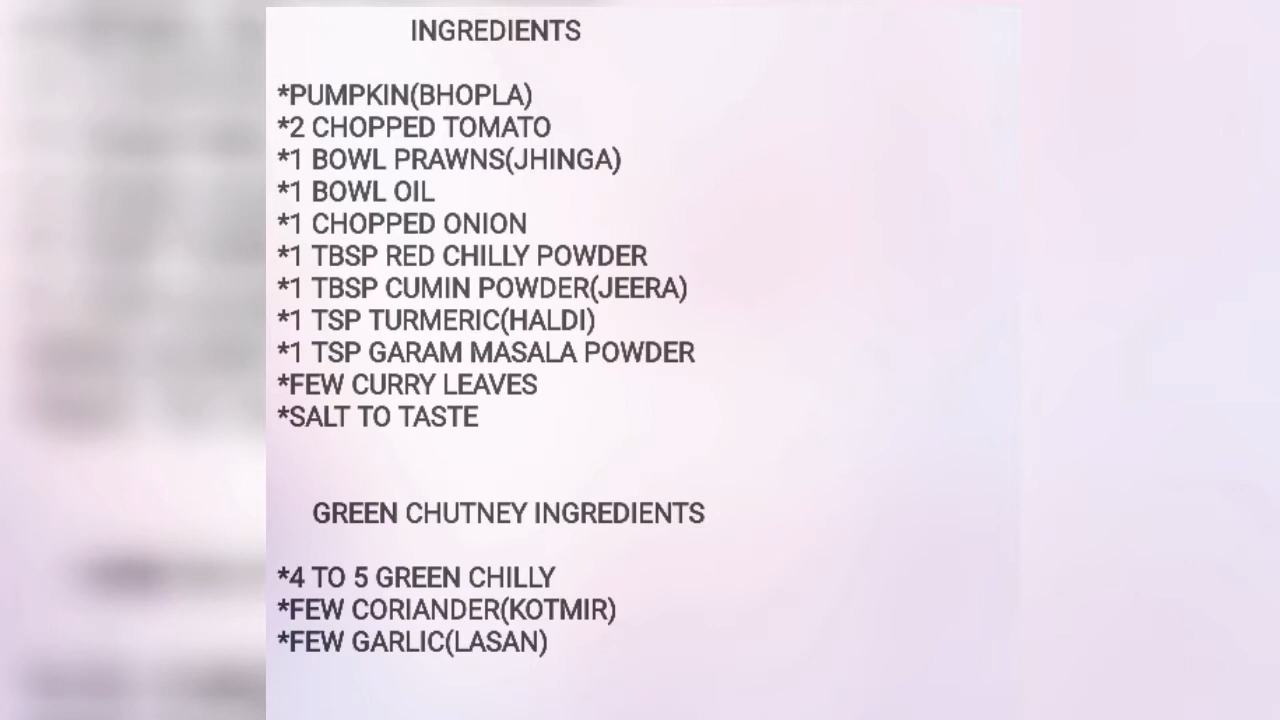 INGREDIENTS
*PUMPKIN(BHOPLA)
*2 CHOPPED TOMATO
*1 BOWL PRAWNS(JHINGA)
*1 BOWL OIL
*1 CHOPPED ONION
*1 TBSP RED CHILLY POWDER
*1 TBSP CUMIN POWDER(JEERA)
*1 TSP TURMERIC(HALDI)
*1 TSP GARAM MASALA POWDER
*FEW CURRY LEAVES
*SALT TO TASTE
GREEN CHUTNEY INGREDIENTS
*4 TO 5 GREEN CHILLY
*FEW CORIANDER(KOTMIR)
*FEW GARLIC(LASAN)